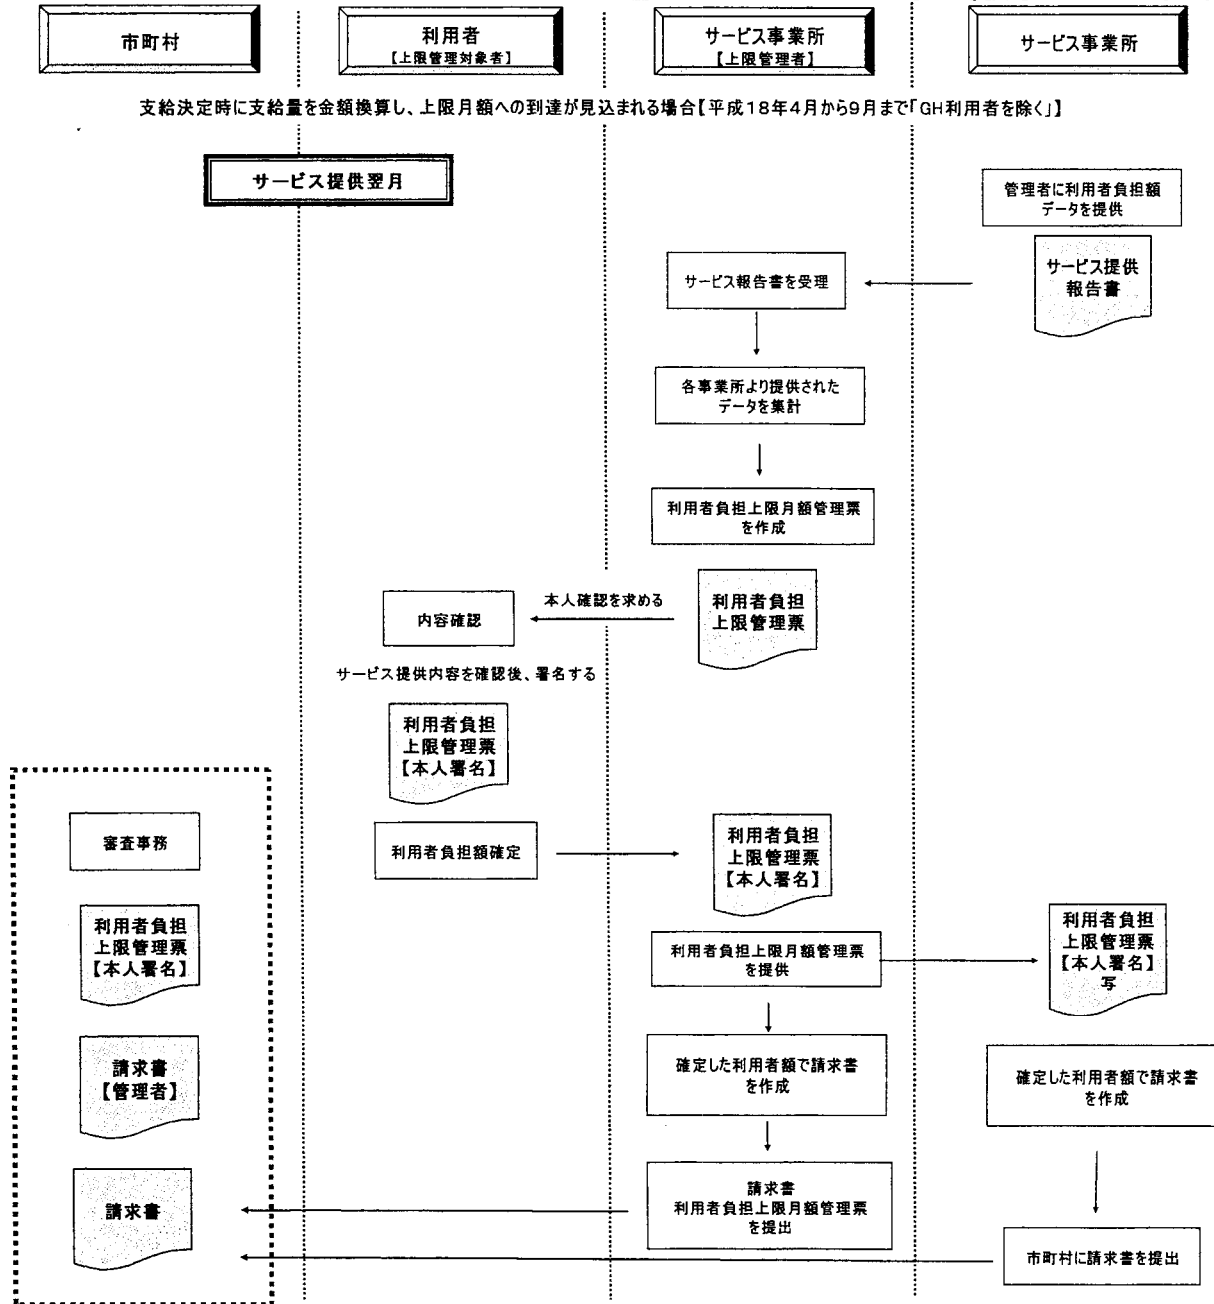 市町村
利用者
【上限管理対象者】
サービス事業所
【上限管理者】
サービス事業所
支給決定時に支給量を金額換算し、上限月額への到達が見込まれる場合【平成18年4月から9月まで「GH利用者を除く」】
サービス提供翌月
管理者に利用者負担額
データを提供
サービス提供
報告書
サービス報告書を受理
各事業所より提供された
データを集計
利用者負担上限月額管理票
を作成
利用者負担
上限管理票
本人確認を求める
内容確認
サービス提供内容を確認後、署名する
利用者負担
上限管理票
【本人署名】
利用者負担額確定
利用者負担
上限管理票
【本人署名】
審査事務
利用者負担
上限管理票
【本人署名】
利用者負担上限月額管理票
を提供
利用者負担
上限管理票
【本人署名】
写
請求書
【管理者】
確定した利用者額で請求書
を作成
確定した利用者額で請求書
を作成
請求書
請求書
利用者負担上限月額管理票
を提出
市町村に請求書を提出